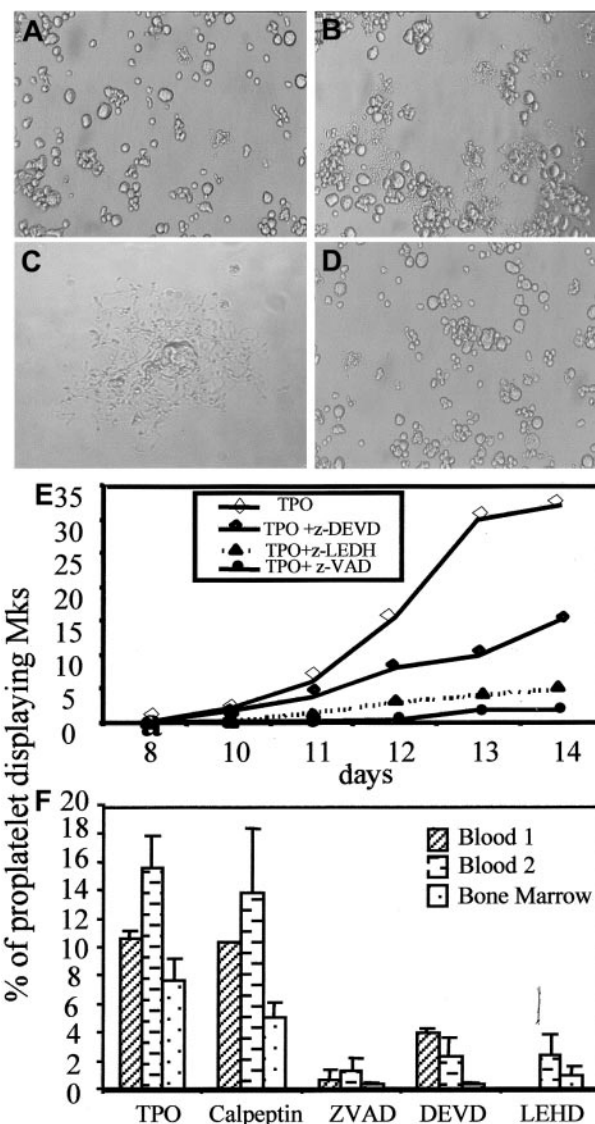 A
B
C
D
E
35
30
25
20
15
10
5
0
TPO
TPO +z-DEVD
TPO+z-LEDH
TPO+ z-VAD
8 10 11 12 13 14
days
% of proplatelet displaying Mks
F
20
18
16
14
12
10
8
6
4
2
0
Blood 1
Blood 2
Bone Marrow
TPO Calpeptin ZVAD DEVD LEHD